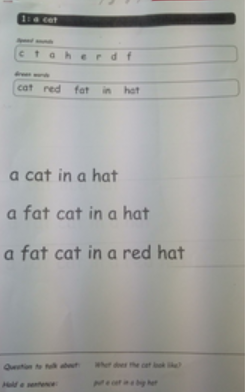 1: a cat
Speed sounds
c t a h e r d f
Green words
cat red fat in hat
a cat in a hat
a fat cat in a hat
a fat cat in a red hat
Question to talk about: What does the cat look like?
Hold a sentence: put a cat in a big hat